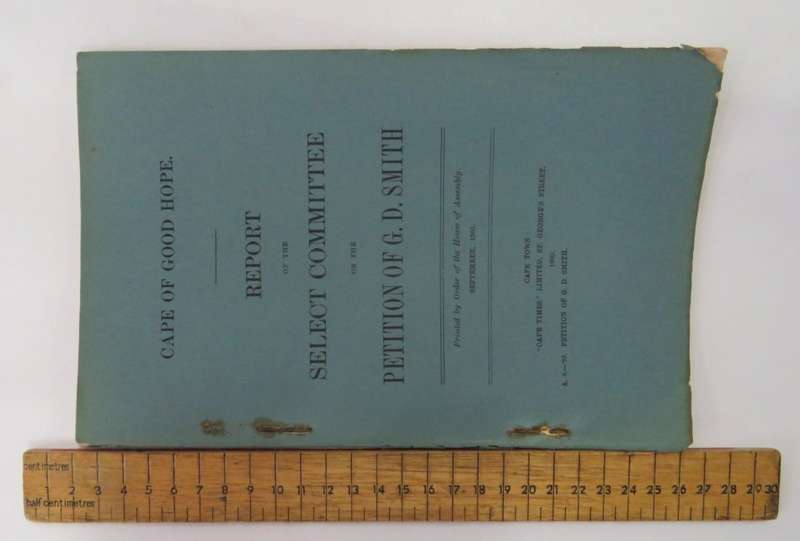 CAPE OF GOOD HOPE.
REPORT
OF THE
SELECT COMMITTEE
ON THE
PETITION OF G. D. SMITH
Printed by Order of the House of Assembly.
SEPTEMBER,
CAPE TOWN:
"CAPE TIMES" LIMITED, ST. GEORGE'S STREET.
PETITION OF G. D. SMITH.
centimetres
1 2 3 4 5 6 7 8 9 10 11 12 13 14 15 16 17 18 19 20 21 22 23 24 25 26 27 28 29 30
half centimetres